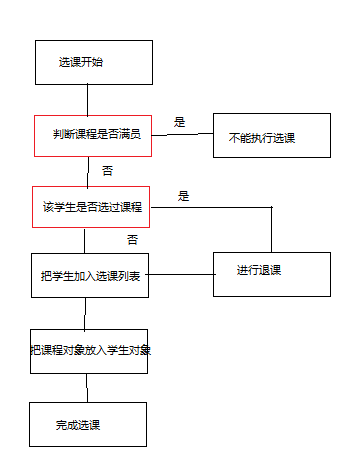 选课开始
判断课程是否满员
是
不能执行选课
否
该学生是否选过课程
是
否
把学生加入选课列表
进行退课
把课程对象放入学生对象
完成选课